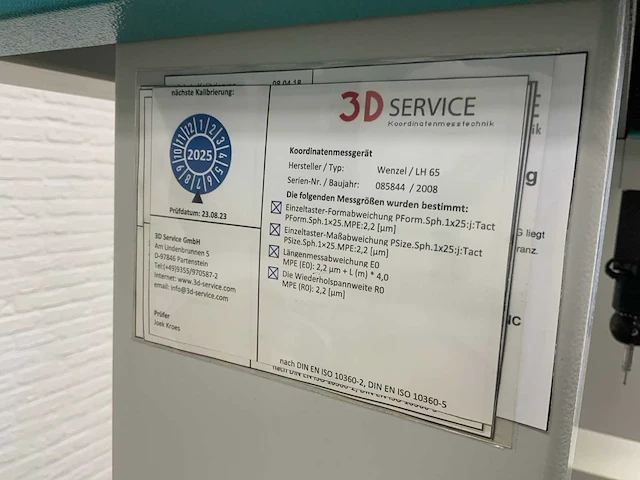 nächste Kalibrierung:
08.04.18
12 1 2 3 4 5 6 7 8 9 10 11
2025
Prüfdatum: 23.08.23
3D Service GmbH
Am Lindenbrunnen 5
D-97846 Partenstein
Tel:(+49)9355/970587-2
Internet: www.3d-service.com
email: info@3d-service.com
Prüfer
Joek Kroes
3D SERVICE
Koordinatenmesstechnik
Koordinatenmessgerät
Hersteller / Typ: Wenzel / LH 65
Serien-Nr. / Baujahr: 085844 / 2008
Die folgenden Messgrößen wurden bestimmt:
Einzeltaster-Formabweichung PForm.Sph.1x25:j:Tact
PForm.Sph.1×25.MPE:2,2 [µm]
Einzeltaster-Maßabweichung PSize.Sph.1x25:j:Tact
PSize.Sph.1×25.MPE:2,2 [µm]
Längenmessabweichung E0
MPE (E0): 2,2 µm + L (m) * 4,0
Die Wiederholspannweite R0
MPE (R0): 2,2 [µm]
nach DIN EN ISO 10360-2, DIN EN ISO 10360-5
ik
g
G liegt
ranz.
NC